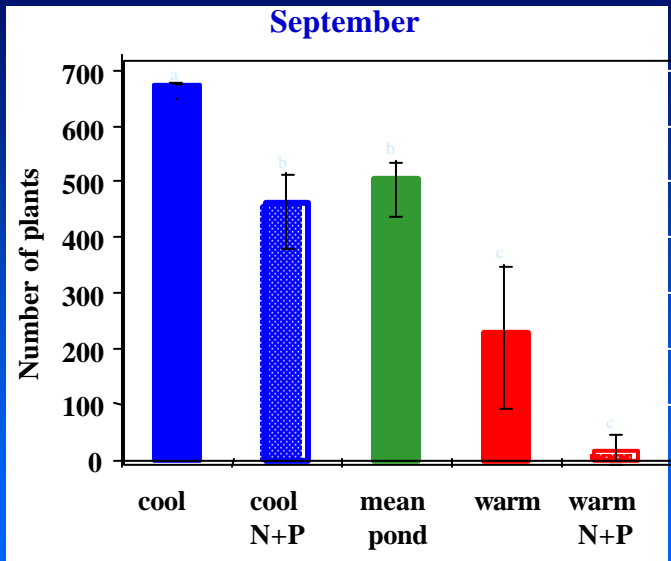 September
a
b
b
c
c
Number of plants
700
600
500
400
300
200
100
0
cool
cool
N+P
mean
pond
warm
warm
N+P